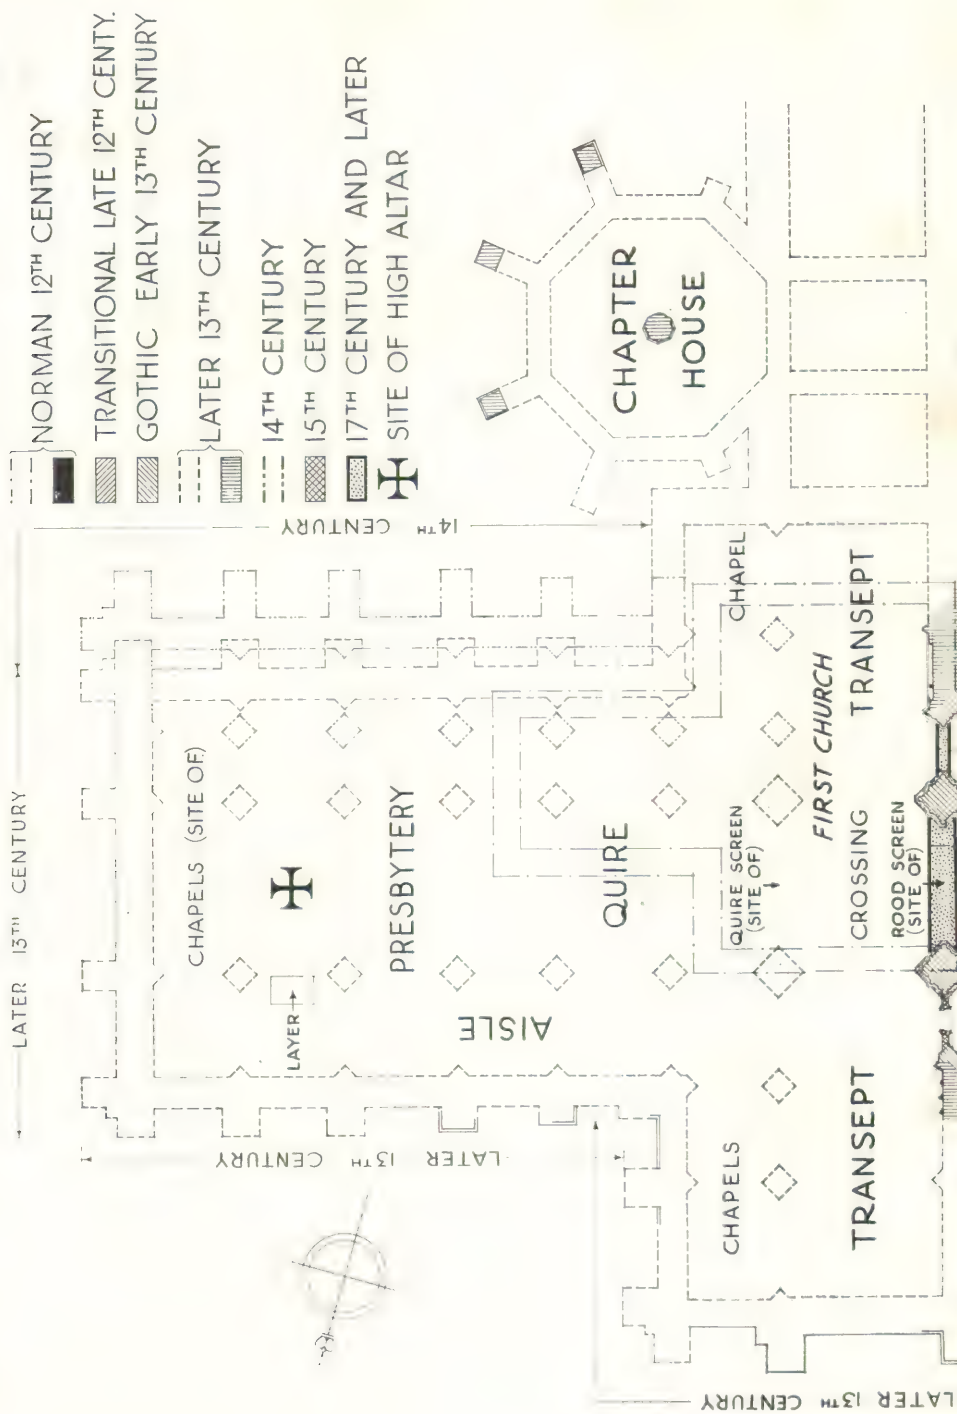 NORMAN 12TH CENTURY
TRANSITIONAL LATE 12TH CENTY.
GOTHIC EARLY 13TH CENTURY
LATER 13TH CENTURY
14TH CENTURY
15TH CENTURY
17TH CENTURY AND LATER
SITE OF HIGH ALTAR
LATER 13TH CENTURY
14TH CENTURY
LATER 13TH CENTURY
LATER 13TH CENTURY
CHAPELS (SITE OF)
LAYER
PRESBYTERY
AISLE
QUIRE
CHAPTER
HOUSE
CHAPEL
CHAPELS
QUIRE SCREEN
(SITE OF)
FIRST CHURCH
TRANSEPT
CROSSING
TRANSEPT
ROOD SCREEN
(SITE OF)